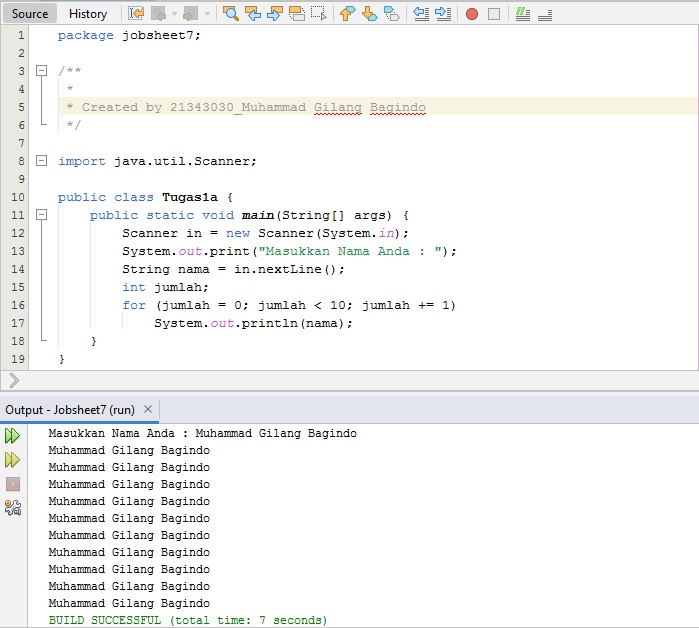 Source History
1 package jobsheet7;
2
3 /**
4 *
5 * Created by 21343030_Muhammad Gilang Bagindo
6 */
7
8 import java.util.Scanner;
9
10 public class Tugas1a {
11 public static void main(String[] args) {
12 Scanner in = new Scanner(System.in);
13 System.out.print("Masukkan Nama Anda : ");
14 String nama = in.nextLine();
15 int jumlah;
16 for (jumlah = 0; jumlah < 10; jumlah += 1)
17 System.out.println(nama);
18 }
19 }
Output - Jobsheet7 (run) ×
Masukkan Nama Anda : Muhammad Gilang Bagindo
Muhammad Gilang Bagindo
Muhammad Gilang Bagindo
Muhammad Gilang Bagindo
Muhammad Gilang Bagindo
Muhammad Gilang Bagindo
Muhammad Gilang Bagindo
Muhammad Gilang Bagindo
Muhammad Gilang Bagindo
Muhammad Gilang Bagindo
Muhammad Gilang Bagindo
BUILD SUCCESSFUL (total time: 7 seconds)